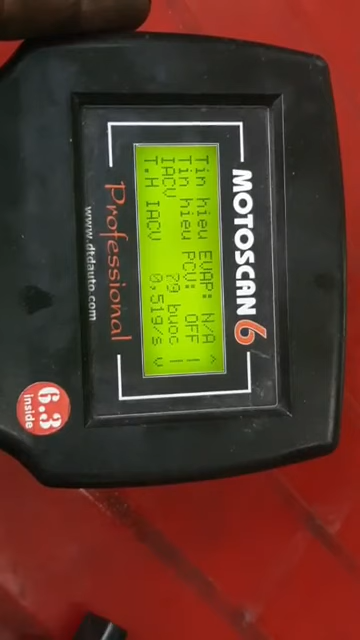 MOTOSCAN 6
Tin hieu EVAP: N/A ^
Tin hieu PCV: OFF
IACV 79 buoc
T.H IACV 0,519/s v
Professional
www.dtdauto.com
6.3
inside